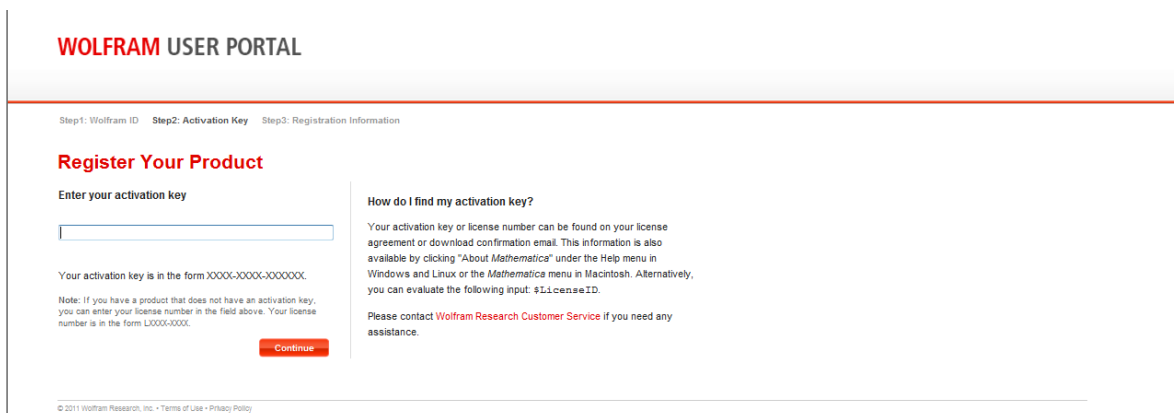 WOLFRAM USER PORTAL
Step1: Wolfram ID Step2: Activation Key Step3: Registration Information
Register Your Product
Enter your activation key
Your activation key is in the form XXXX-XXXX-XXXXXX.
Note: If you have a product that does not have an activation key,
you can enter your license number in the field above. Your license
number is in the form LXXXX-XXXX.
Continue
How do I find my activation key?
Your activation key or license number can be found on your license
agreement or download confirmation email. This information is also
available by clicking "About Mathematica" under the Help menu in
Windows and Linux or the Mathematica menu in Macintosh. Alternatively,
you can evaluate the following input: $LicenseID.
Please contact Wolfram Research Customer Service if you need any
assistance.
© 2011 Wolfram Research, Inc. • Terms of Use • Privacy Policy